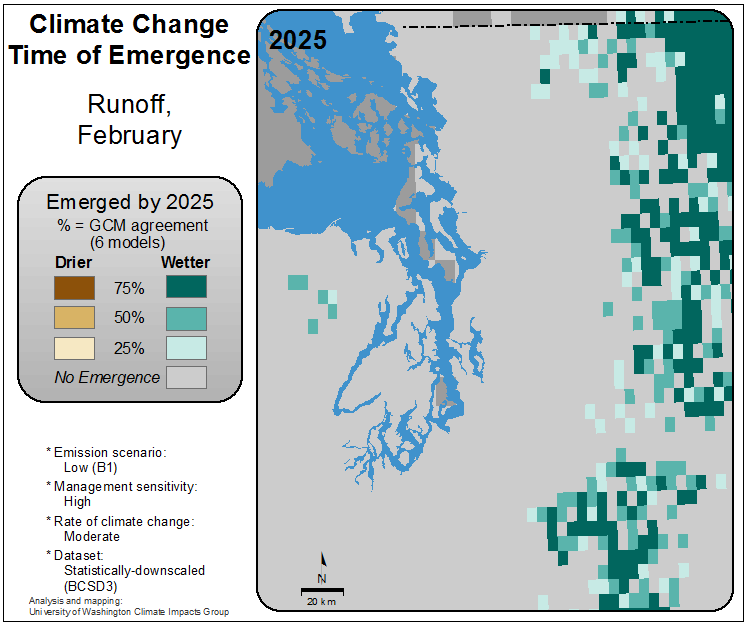 Climate Change
Time of Emergence
Runoff,
February
Emerged by 2025
% = GCM agreement
(6 models)
Drier Wetter
75%
50%
25%
No Emergence
* Emission scenario:
Low (B1)
* Management sensitivity:
High
* Rate of climate change:
Moderate
* Dataset:
Statistically-downscaled
(BCSD3)
Analysis and mapping:
University of Washington Climate Impacts Group
2025
N
20 km